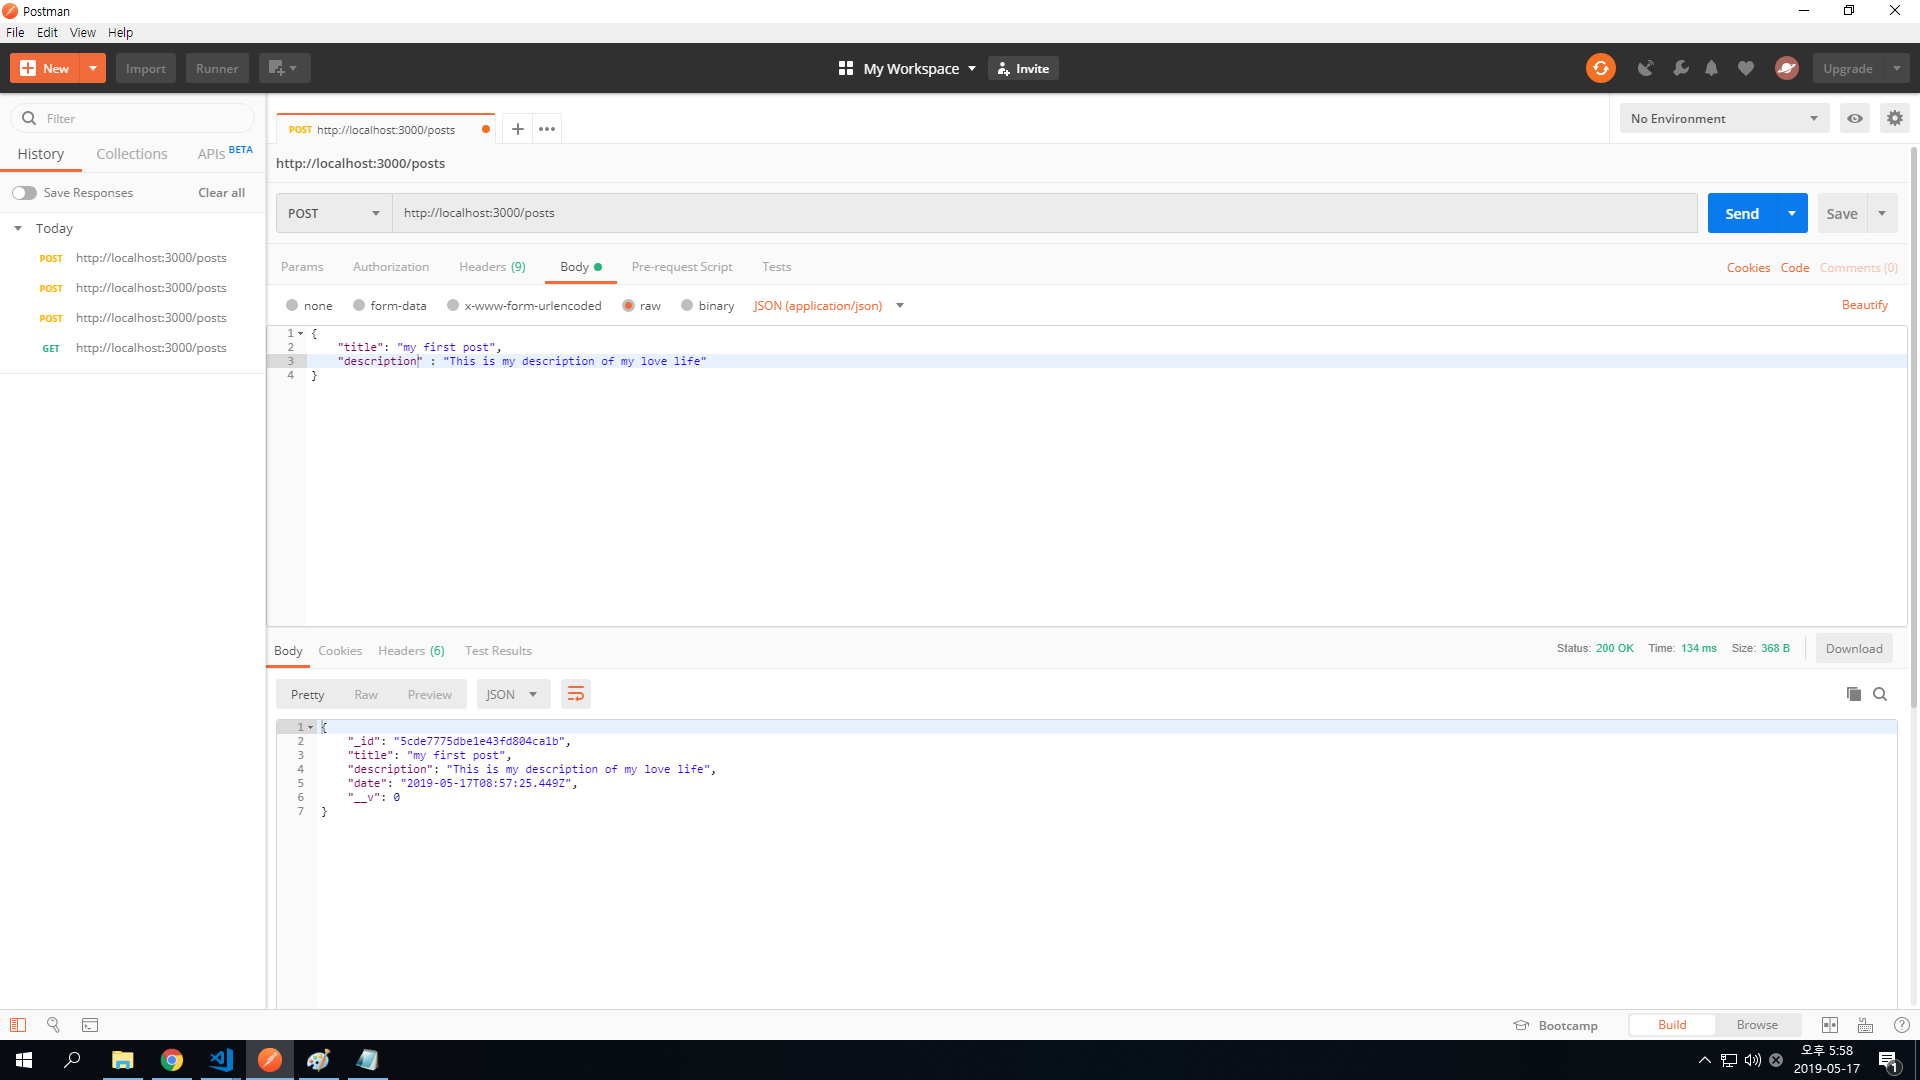 Postman
File Edit View Help
New Import Runner My Workspace Invite Upgrade
Filter
History Collections APIs BETA
Save Responses Clear all
Today
POST http://localhost:3000/posts
POST http://localhost:3000/posts
POST http://localhost:3000/posts
GET http://localhost:3000/posts
POST http://localhost:3000/posts
No Environment
http://localhost:3000/posts
POST http://localhost:3000/posts Send Save
Params Authorization Headers (9) Body Pre-request Script Tests Cookies Code Comments (0)
none form-data x-www-form-urlencoded raw binary JSON (application/json) Beautify
1 {
2 "title": "my first post",
3 "description" : "This is my description of my love life"
4 }
Body Cookies Headers (6) Test Results Status: 200 OK Time: 134 ms Size: 368 B Download
Pretty Raw Preview JSON
1 {
2 "_id": "5cde7775dbe1e43fd804ca1b",
3 "title": "my first post",
4 "description": "This is my description of my love life",
5 "date": "2019-05-17T08:57:25.449Z",
6 "__v": 0
7 }
Bootcamp Build Browse
오후 5:58
2019-05-17
1